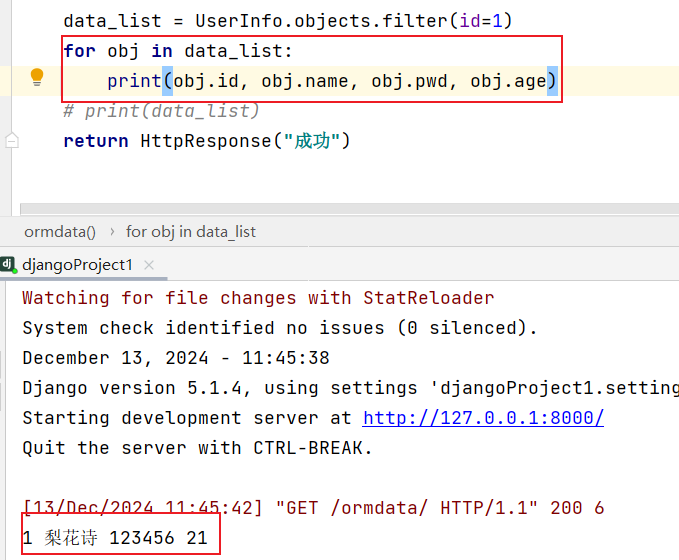 data_list = UserInfo.objects.filter(id=1)
for obj in data_list:
print(obj.id, obj.name, obj.pwd, obj.age)
# print(data_list)
return HttpResponse("成功")
ormdata() › for obj in data_list
dj djangoProject1 ×
Watching for file changes with StatReloader
System check identified no issues (0 silenced).
December 13, 2024 - 11:45:38
Django version 5.1.4, using settings 'djangoProject1.setting
Starting development server at http://127.0.0.1:8000/
Quit the server with CTRL-BREAK.
[13/Dec/2024 11:45:42] "GET /ormdata/ HTTP/1.1" 200 6
1 梨花诗 123456 21